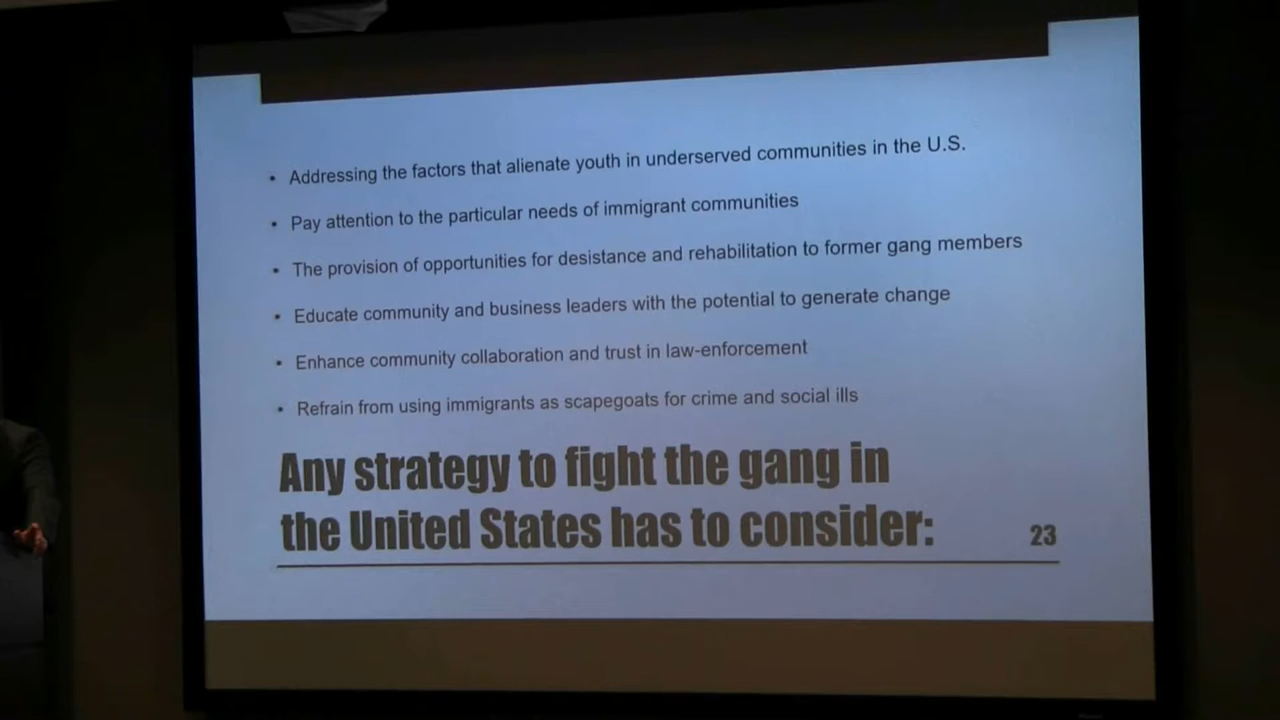 • Addressing the factors that alienate youth in underserved communities in the U.S.
• Pay attention to the particular needs of immigrant communities
• The provision of opportunities for desistance and rehabilitation to former gang members
• Educate community and business leaders with the potential to generate change
• Enhance community collaboration and trust in law-enforcement
• Refrain from using immigrants as scapegoats for crime and social ills
Any strategy to fight the gang in
the United States has to consider:
23